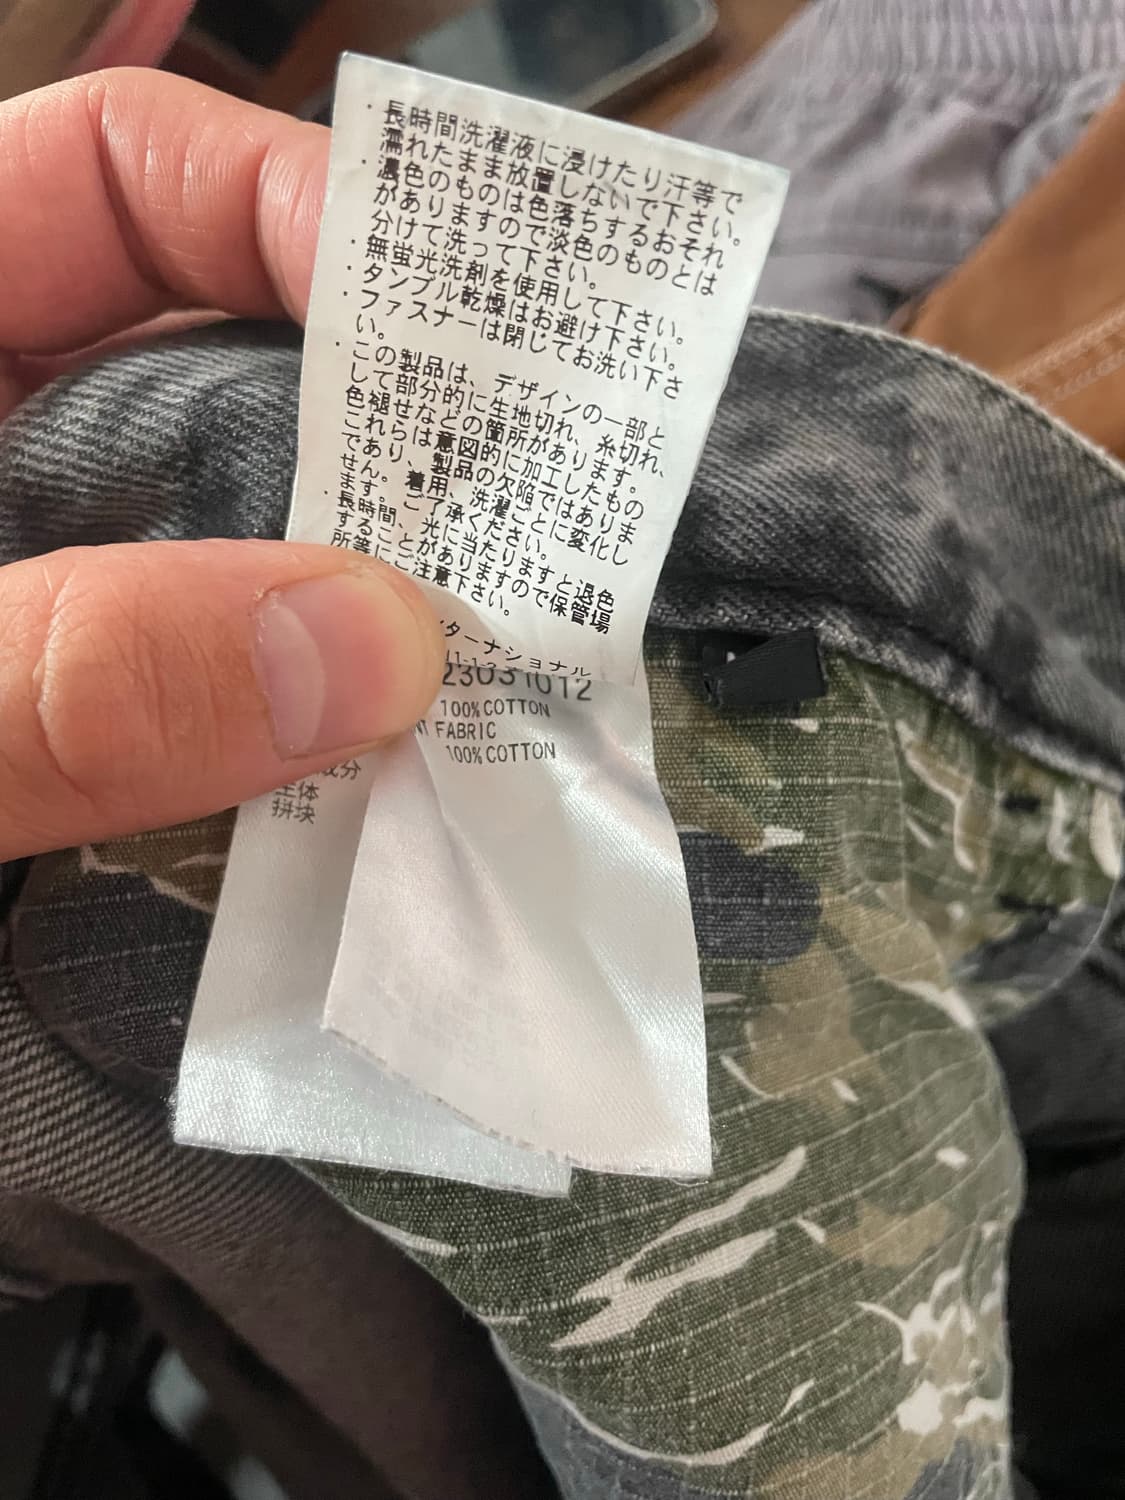 ・長時間洗濯液に浸けたり汗等で
濡れたまま放置しないで下さい。
・濃色のものは色落ちするおそれ
がありますので淡色のものとは
分けて洗って下さい。
・無蛍光洗剤を使用して下さい。
・タンブル乾燥はお避け下さい。
・ファスナーは閉じてお洗い下さ
い。
・この製品は、デザインの一部と
して部分的に生地切れ、糸切れ、
色褪せなどの箇所があります。
これらは意図的に加工したもの
であり、製品の欠陥ではありま
せん。着用、洗濯ごとに変化し
ます。ご了承ください。
・長時間、光が当たりますと退色
することがありますので保管場
所等にご注意下さい。
ターナショナル
23031012
100%COTTON
FABRIC
100%COTTON
成分
主体
拼块